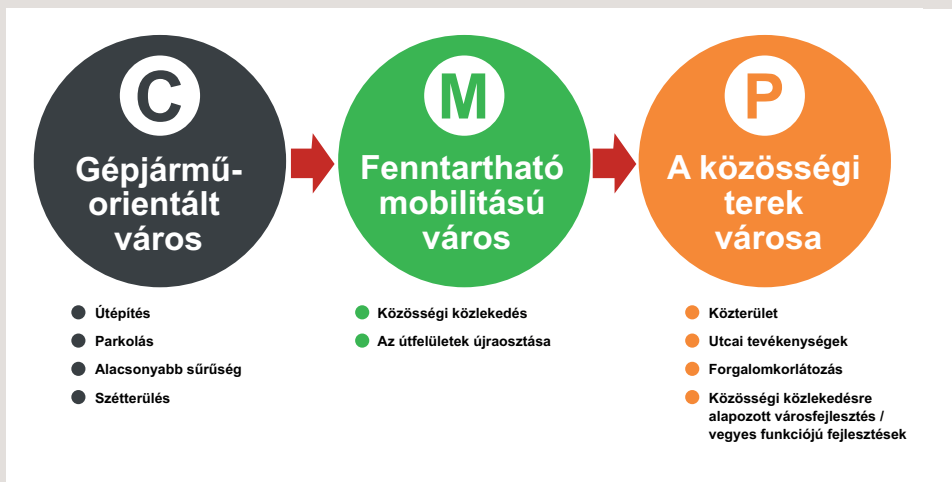 C
Gépjármű-
orientált
város
Útépítés
Parkolás
Alacsonyabb sűrűség
Szétterülés
M
Fenntartható
mobilitású
város
Közösségi közlekedés
Az útfelületek újraosztása
P
A közösségi
terek
városa
Közterület
Utcai tevékenységek
Forgalomkorlátozás
Közösségi közlekedésre
alapozott városfejlesztés /
vegyes funkciójú fejlesztések